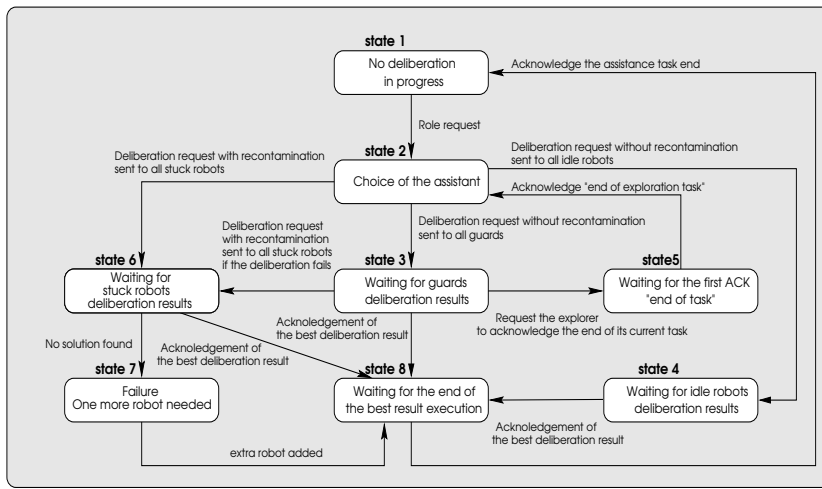 state 1
No deliberation
in progress
Acknowledge the assistance task end
Role request
state 2
Choice of the assistant
Deliberation request with recontamination
sent to all stuck robots
Deliberation request without recontamination
sent to all idle robots
Acknowledge "end of exploration task"
Deliberation request
with recontamination
sent to all stuck robots
if the deliberation fails
Deliberation request without recontamination
sent to all guards
state 6
Waiting for
stuck robots
deliberation results
state 3
Waiting for guards
deliberation results
state5
Waiting for the first ACK
"end of task"
Request the explorer
to acknowledge the end of its current task
No solution found
Acknoledgement of
the best deliberation result
Acknoledgement of
the best deliberation result
state 7
Failure
One more robot needed
state 8
Waiting for the end of
the best result execution
state 4
Waiting for idle robots
deliberation results
Acknoledgement of
the best deliberation result
extra robot added